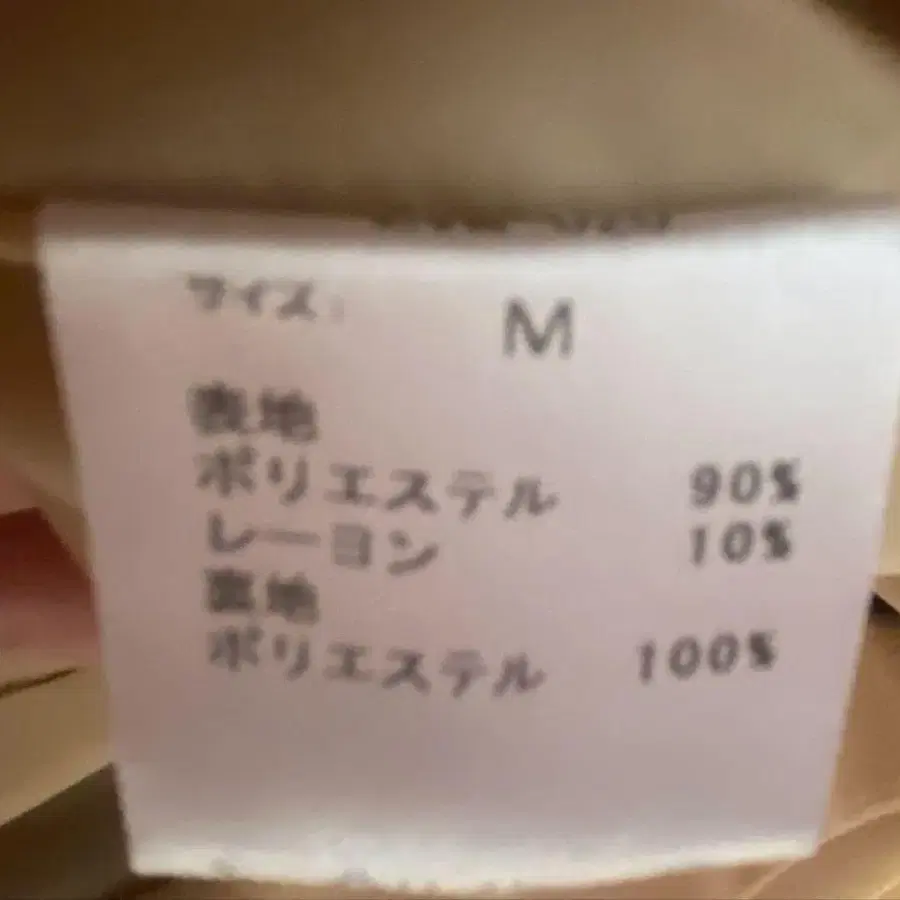 サイズ: M
表地
ポリエステル 90%
レーヨン 10%
裏地
ポリエステル 100%